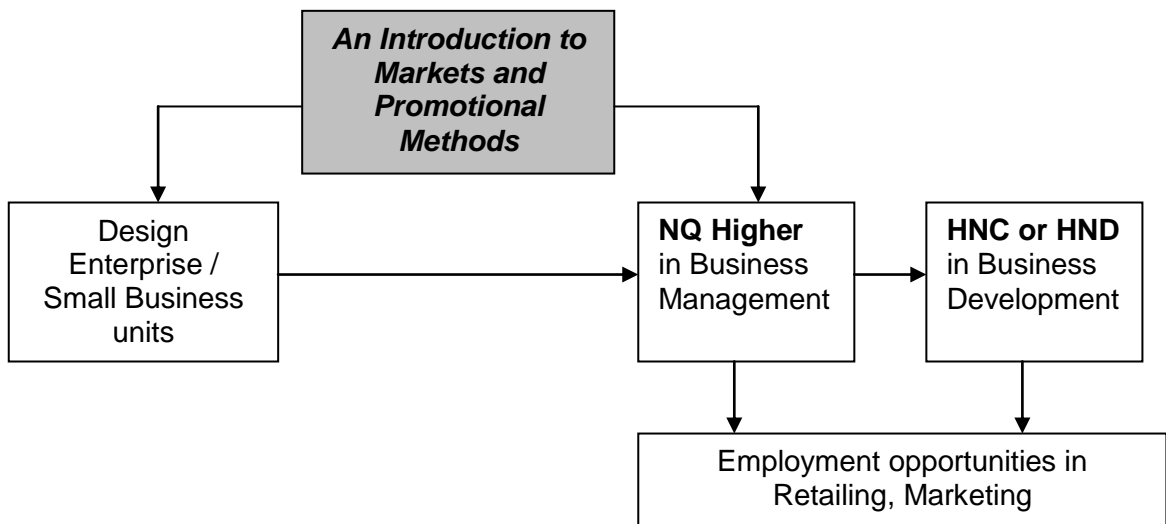 An Introduction to
Markets and
Promotional
Methods
Design
Enterprise /
Small Business
units
NQ Higher
in Business
Management
HNC or HND
in Business
Development
Employment opportunities in
Retailing, Marketing